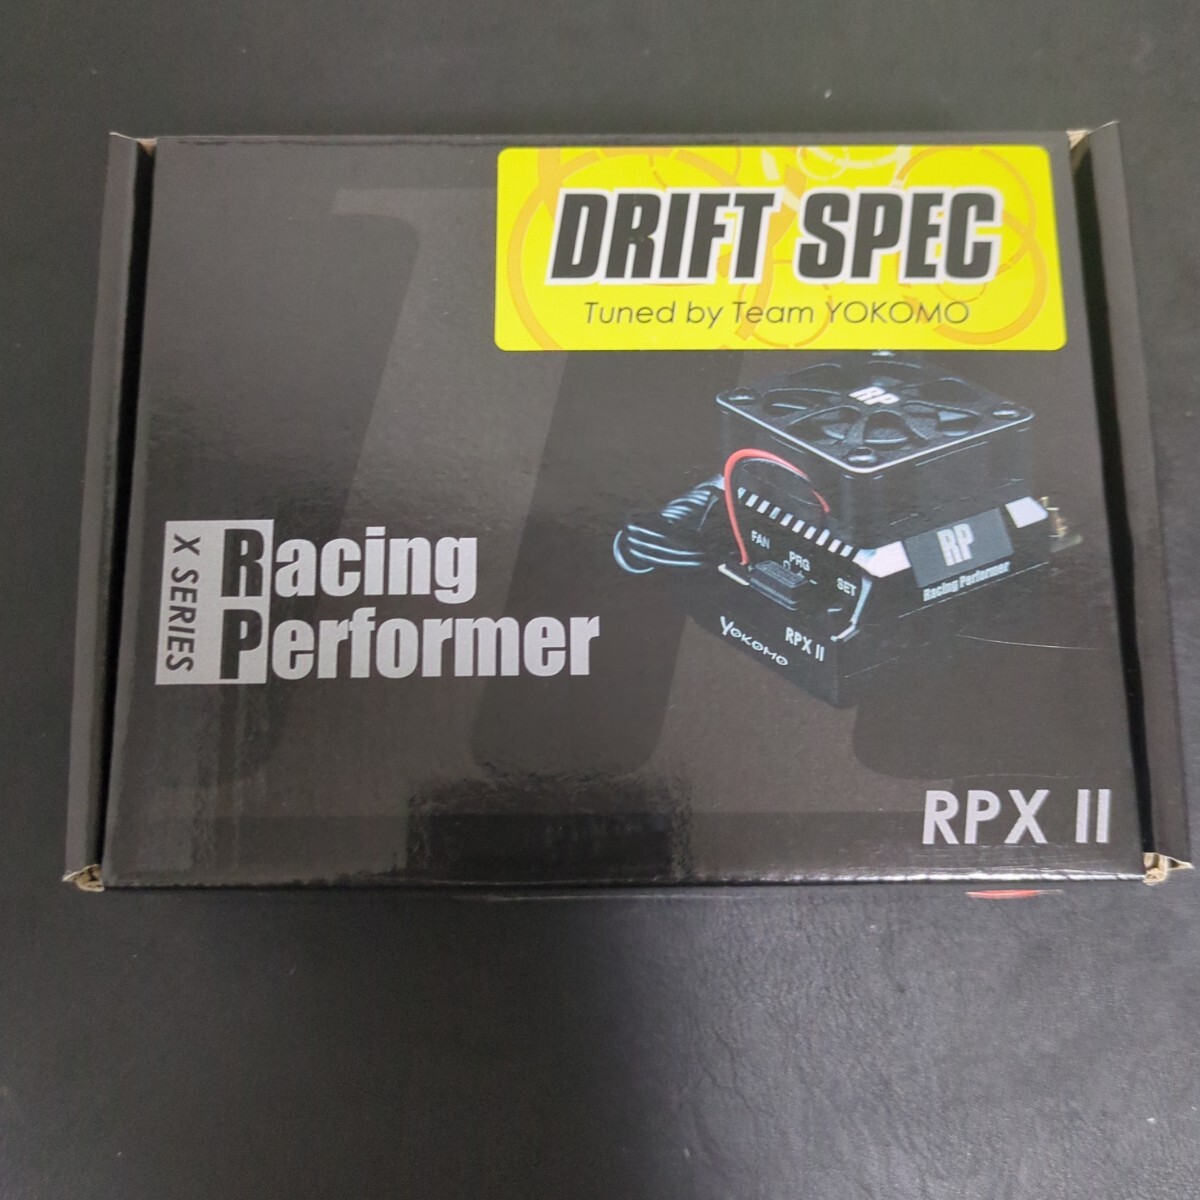 DRIFT SPEC
Tuned by Team YOKOMO
RP
FAN
PRG
SET
RP
Racing Performer
RPX II
YOKOMO
X SERIES
Racing
Performer
RPX II